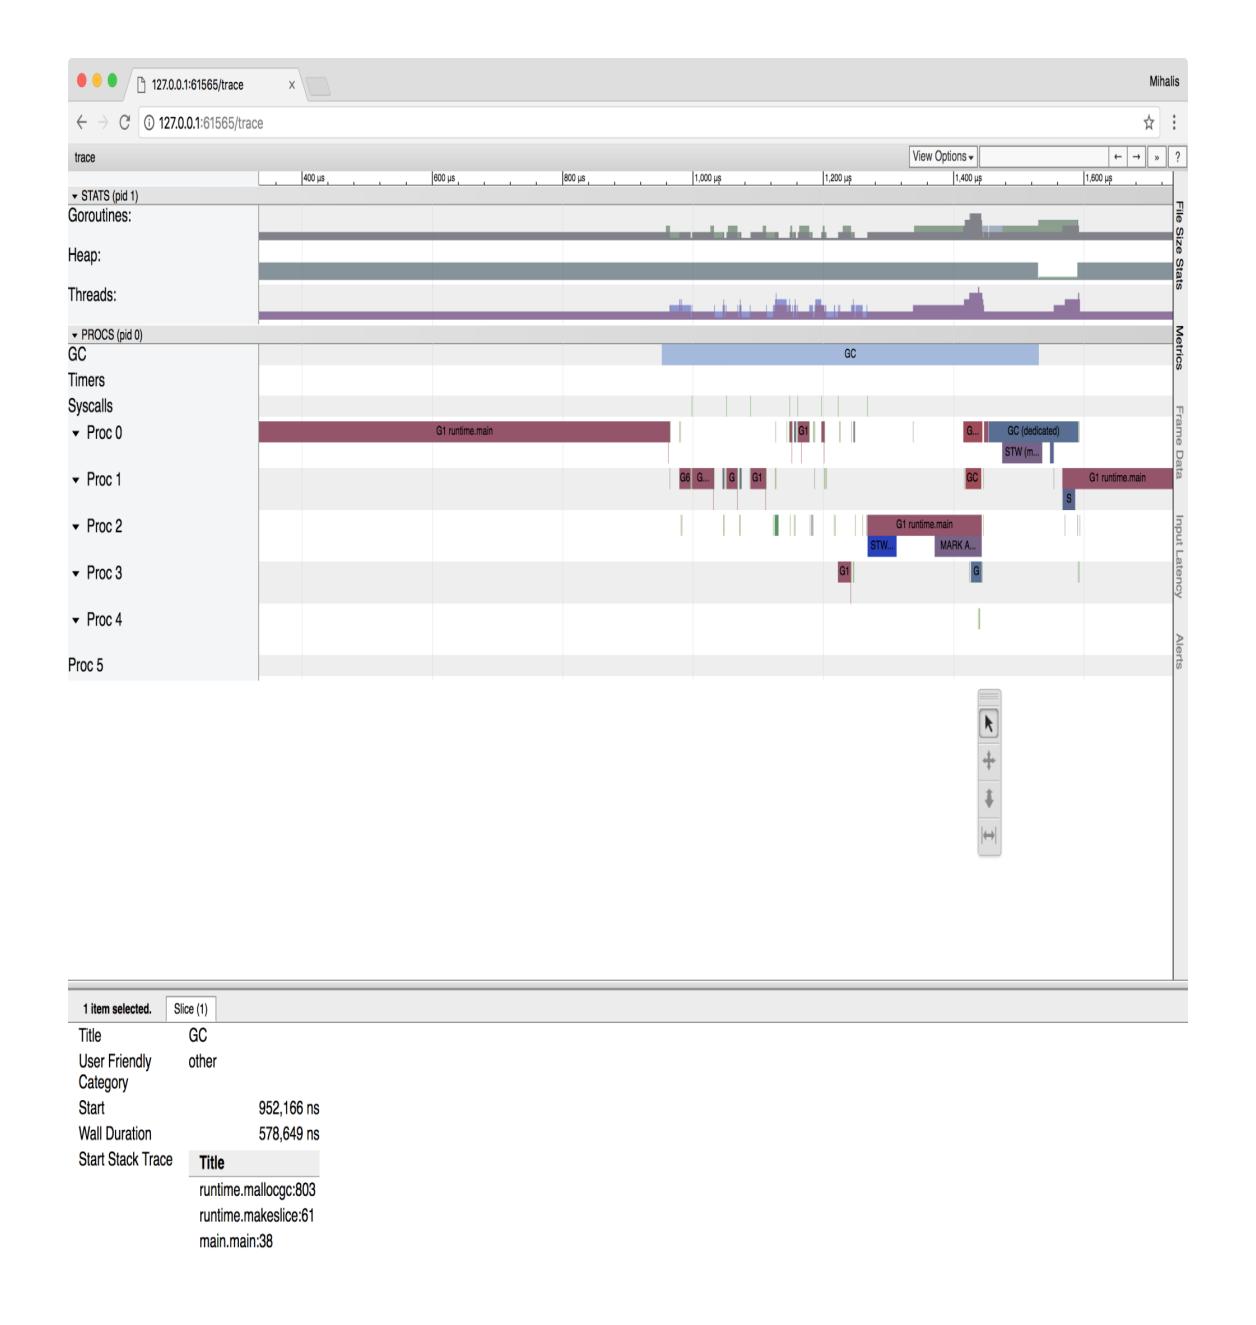 127.0.0.1:61565/trace x Mihalis
127.0.0.1:61565/trace
trace View Options ▾ ← → » ?
400 µs 600 µs 800 µs 1,000 µs 1,200 µs 1,400 µs 1,600 µs
▾ STATS (pid 1)
Goroutines:
Heap:
Threads:
▾ PROCS (pid 0)
GC GC
Timers
Syscalls
▾ Proc 0 G1 runtime.main G1 G... GC (dedicated)
STW (m...
▾ Proc 1 G6 G... G G1 GC G1 runtime.main
S
▾ Proc 2 G1 runtime.main
STW... MARK A...
▾ Proc 3 G1 G
▾ Proc 4
Proc 5
File Size Stats
Metrics
Frame Data
Input Latency
Alerts
1 item selected. Slice (1)
Title GC
User Friendly other
Category
Start 952,166 ns
Wall Duration 578,649 ns
Start Stack Trace Title
runtime.mallocgc:803
runtime.makeslice:61
main.main:38